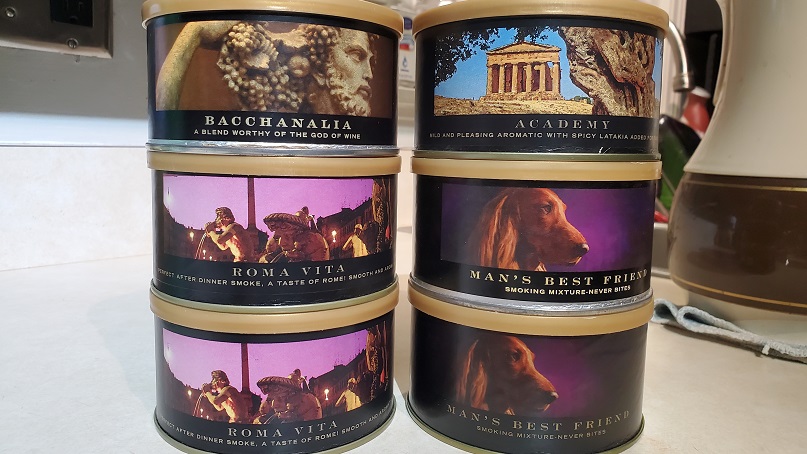 BACCHANALIA
A BLEND WORTHY OF THE GOD OF WINE
ACADEMY
MILD AND PLEASING AROMATIC WITH SPICY LATAKIA ADDED
ROMA VITA
PERFECT AFTER DINNER SMOKE, A TASTE OF ROME! SMOOTH AND
MAN'S BEST FRIEND
SMOKING MIXTURE-NEVER BITES
ROMA VITA
AFTER DINNER SMOKE, A TASTE OF ROME! SMOOTH AND
MAN'S BEST FRIEND
SMOKING MIXTURE-NEVER BITES